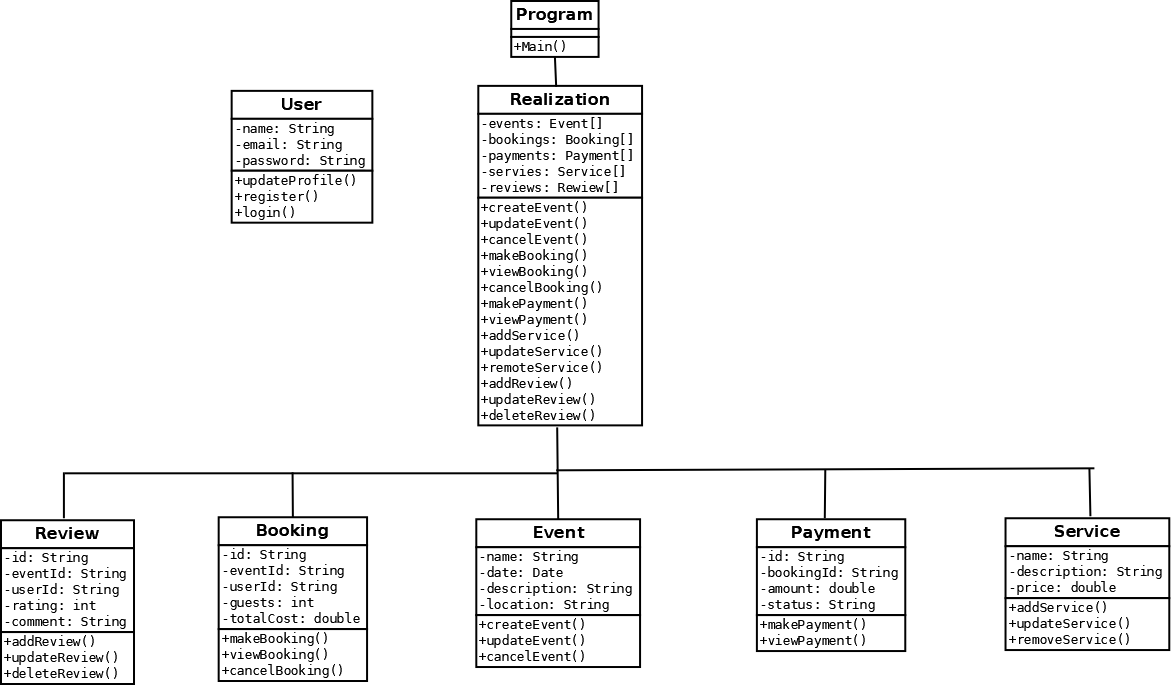 Program
+Main()
User
-name: String
-email: String
-password: String
+updateProfile()
+register()
+login()
Realization
-events: Event[]
-bookings: Booking[]
-payments: Payment[]
-servies: Service[]
-reviews: Rewiew[]
+createEvent()
+updateEvent()
+cancelEvent()
+makeBooking()
+viewBooking()
+cancelBooking()
+makePayment()
+viewPayment()
+addService()
+updateService()
+remoteService()
+addReview()
+updateReview()
+deleteReview()
Review
-id: String
-eventId: String
-userId: String
-rating: int
-comment: String
+addReview()
+updateReview()
+deleteReview()
Booking
-id: String
-eventId: String
-userId: String
-guests: int
-totalCost: double
+makeBooking()
+viewBooking()
+cancelBooking()
Event
-name: String
-date: Date
-description: String
-location: String
+createEvent()
+updateEvent()
+cancelEvent()
Payment
-id: String
-bookingId: String
-amount: double
-status: String
+makePayment()
+viewPayment()
Service
-name: String
-description: String
-price: double
+addService()
+updateService()
+removeService()